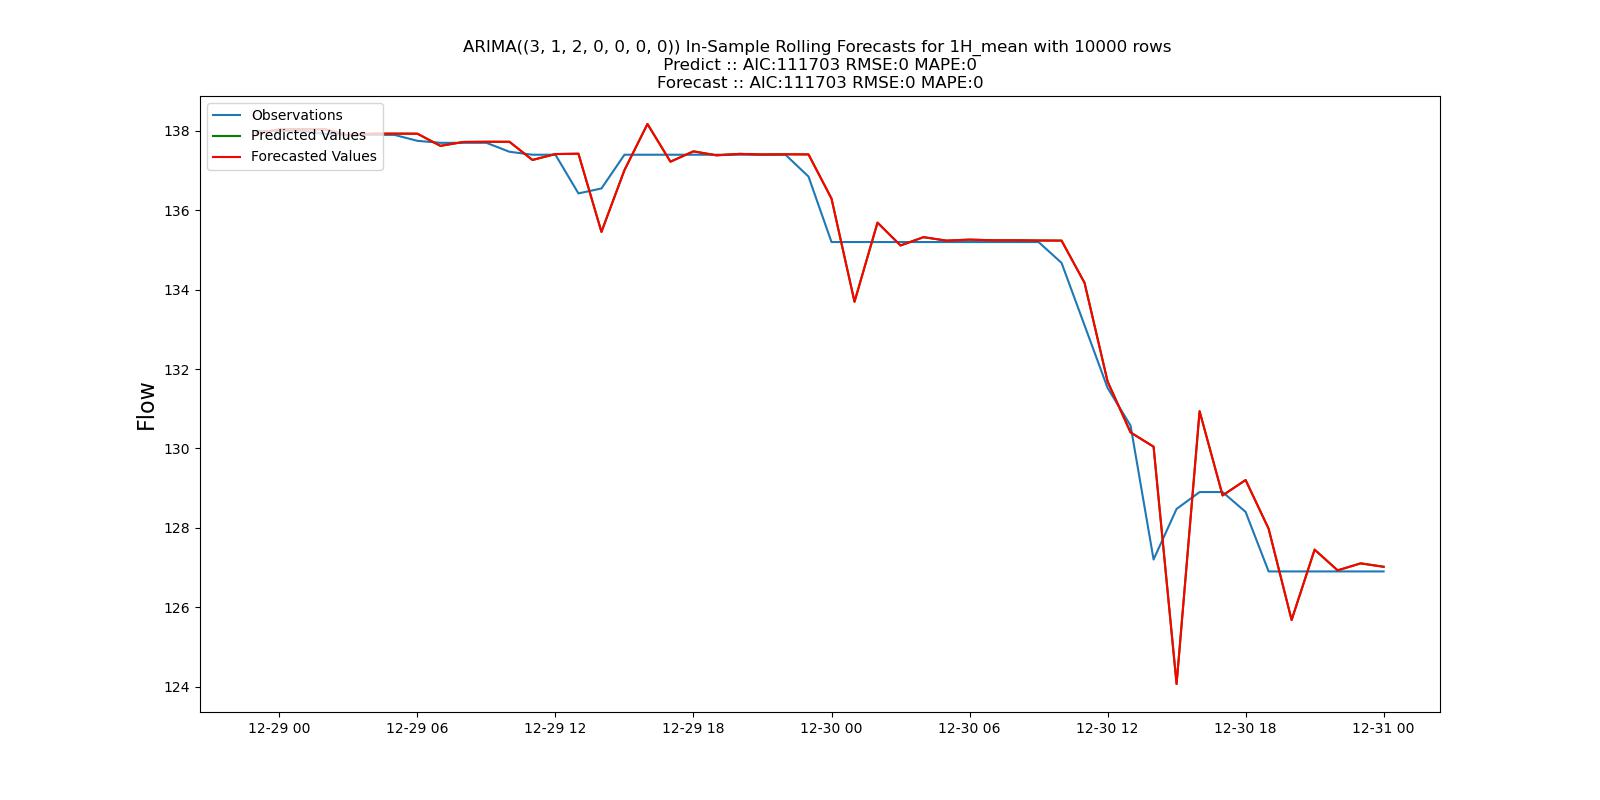 ARIMA((3, 1, 2, 0, 0, 0, 0)) In-Sample Rolling Forecasts for 1H_mean with 10000 rows
Predict :: AIC:111703 RMSE:0 MAPE:0
Forecast :: AIC:111703 RMSE:0 MAPE:0
Observations
Predicted Values
Forecasted Values
138
136
134
132
130
128
126
124
Flow
12-29 00
12-29 06
12-29 12
12-29 18
12-30 00
12-30 06
12-30 12
12-30 18
12-31 00